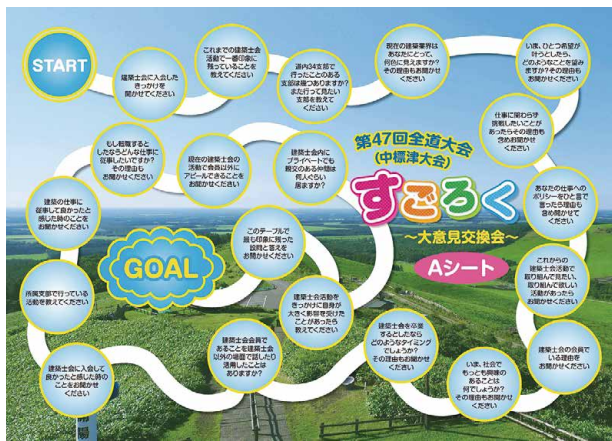 START
建築士会に入会した
きっかけを
聞かせてください
これまでの建築士会
活動で一番印象に
残っていることを
教えてください
道内34支部で
行ったことのある
支部は幾つありますか?
また行って見たい
支部を教えて
ください
現在の建築業界は
あなたにとって、
何色に見えますか?
その理由もお聞かせ
ください
いま、ひとつ希望が
叶うとしたら、
どのようなことを望み
ますか?その理由も
お聞かせください
仕事に関わらず
挑戦したいことが
あったらその理由も
含めお聞かせ
ください
あなたの仕事への
ポリシーをひと言で
言ったら理由も
含め聞かせて
ください
これからの
建築士会活動で
取り組んで見たい、
取り組んで欲しい
活動があったら
お聞かせください
建築士会の会員で
いる理由を
お聞かせください
いま、社会で
もっとも興味の
あることは
何でしょうか?
その理由もお聞かせ
ください
建築士会を卒業
するとしたなら
どのようなタイミング
でしょうか?
その理由もお聞かせ
ください
建築士会活動を
きっかけに自身が
大きく影響を受けた
ことがあったら
教えてください
建築士会会員で
あることを建築士会
以外の場面で話したり
活用したことは
ありますか?
建築士会に入会して
良かったと感じた時の
ことをお聞かせ
ください
所属支部で行っている
活動を教えてください
建築の仕事に
従事して良かったと
感じた時のことを
お聞かせください
もし転職すると
したならどんな仕事に
従事したいですか?
その理由も
お聞かせください
現在の建築士会の
活動で会員以外に
アピールできることを
お聞かせください
建築士会内に
プライベートでも
親交のある仲間は
何人ぐらい
居ますか?
このテーブルで
最も印象に残った
設問と答えを
お聞かせください
GOAL
第47回全道大会
(中標津大会)
すごろく
~大意見交換会~
Aシート